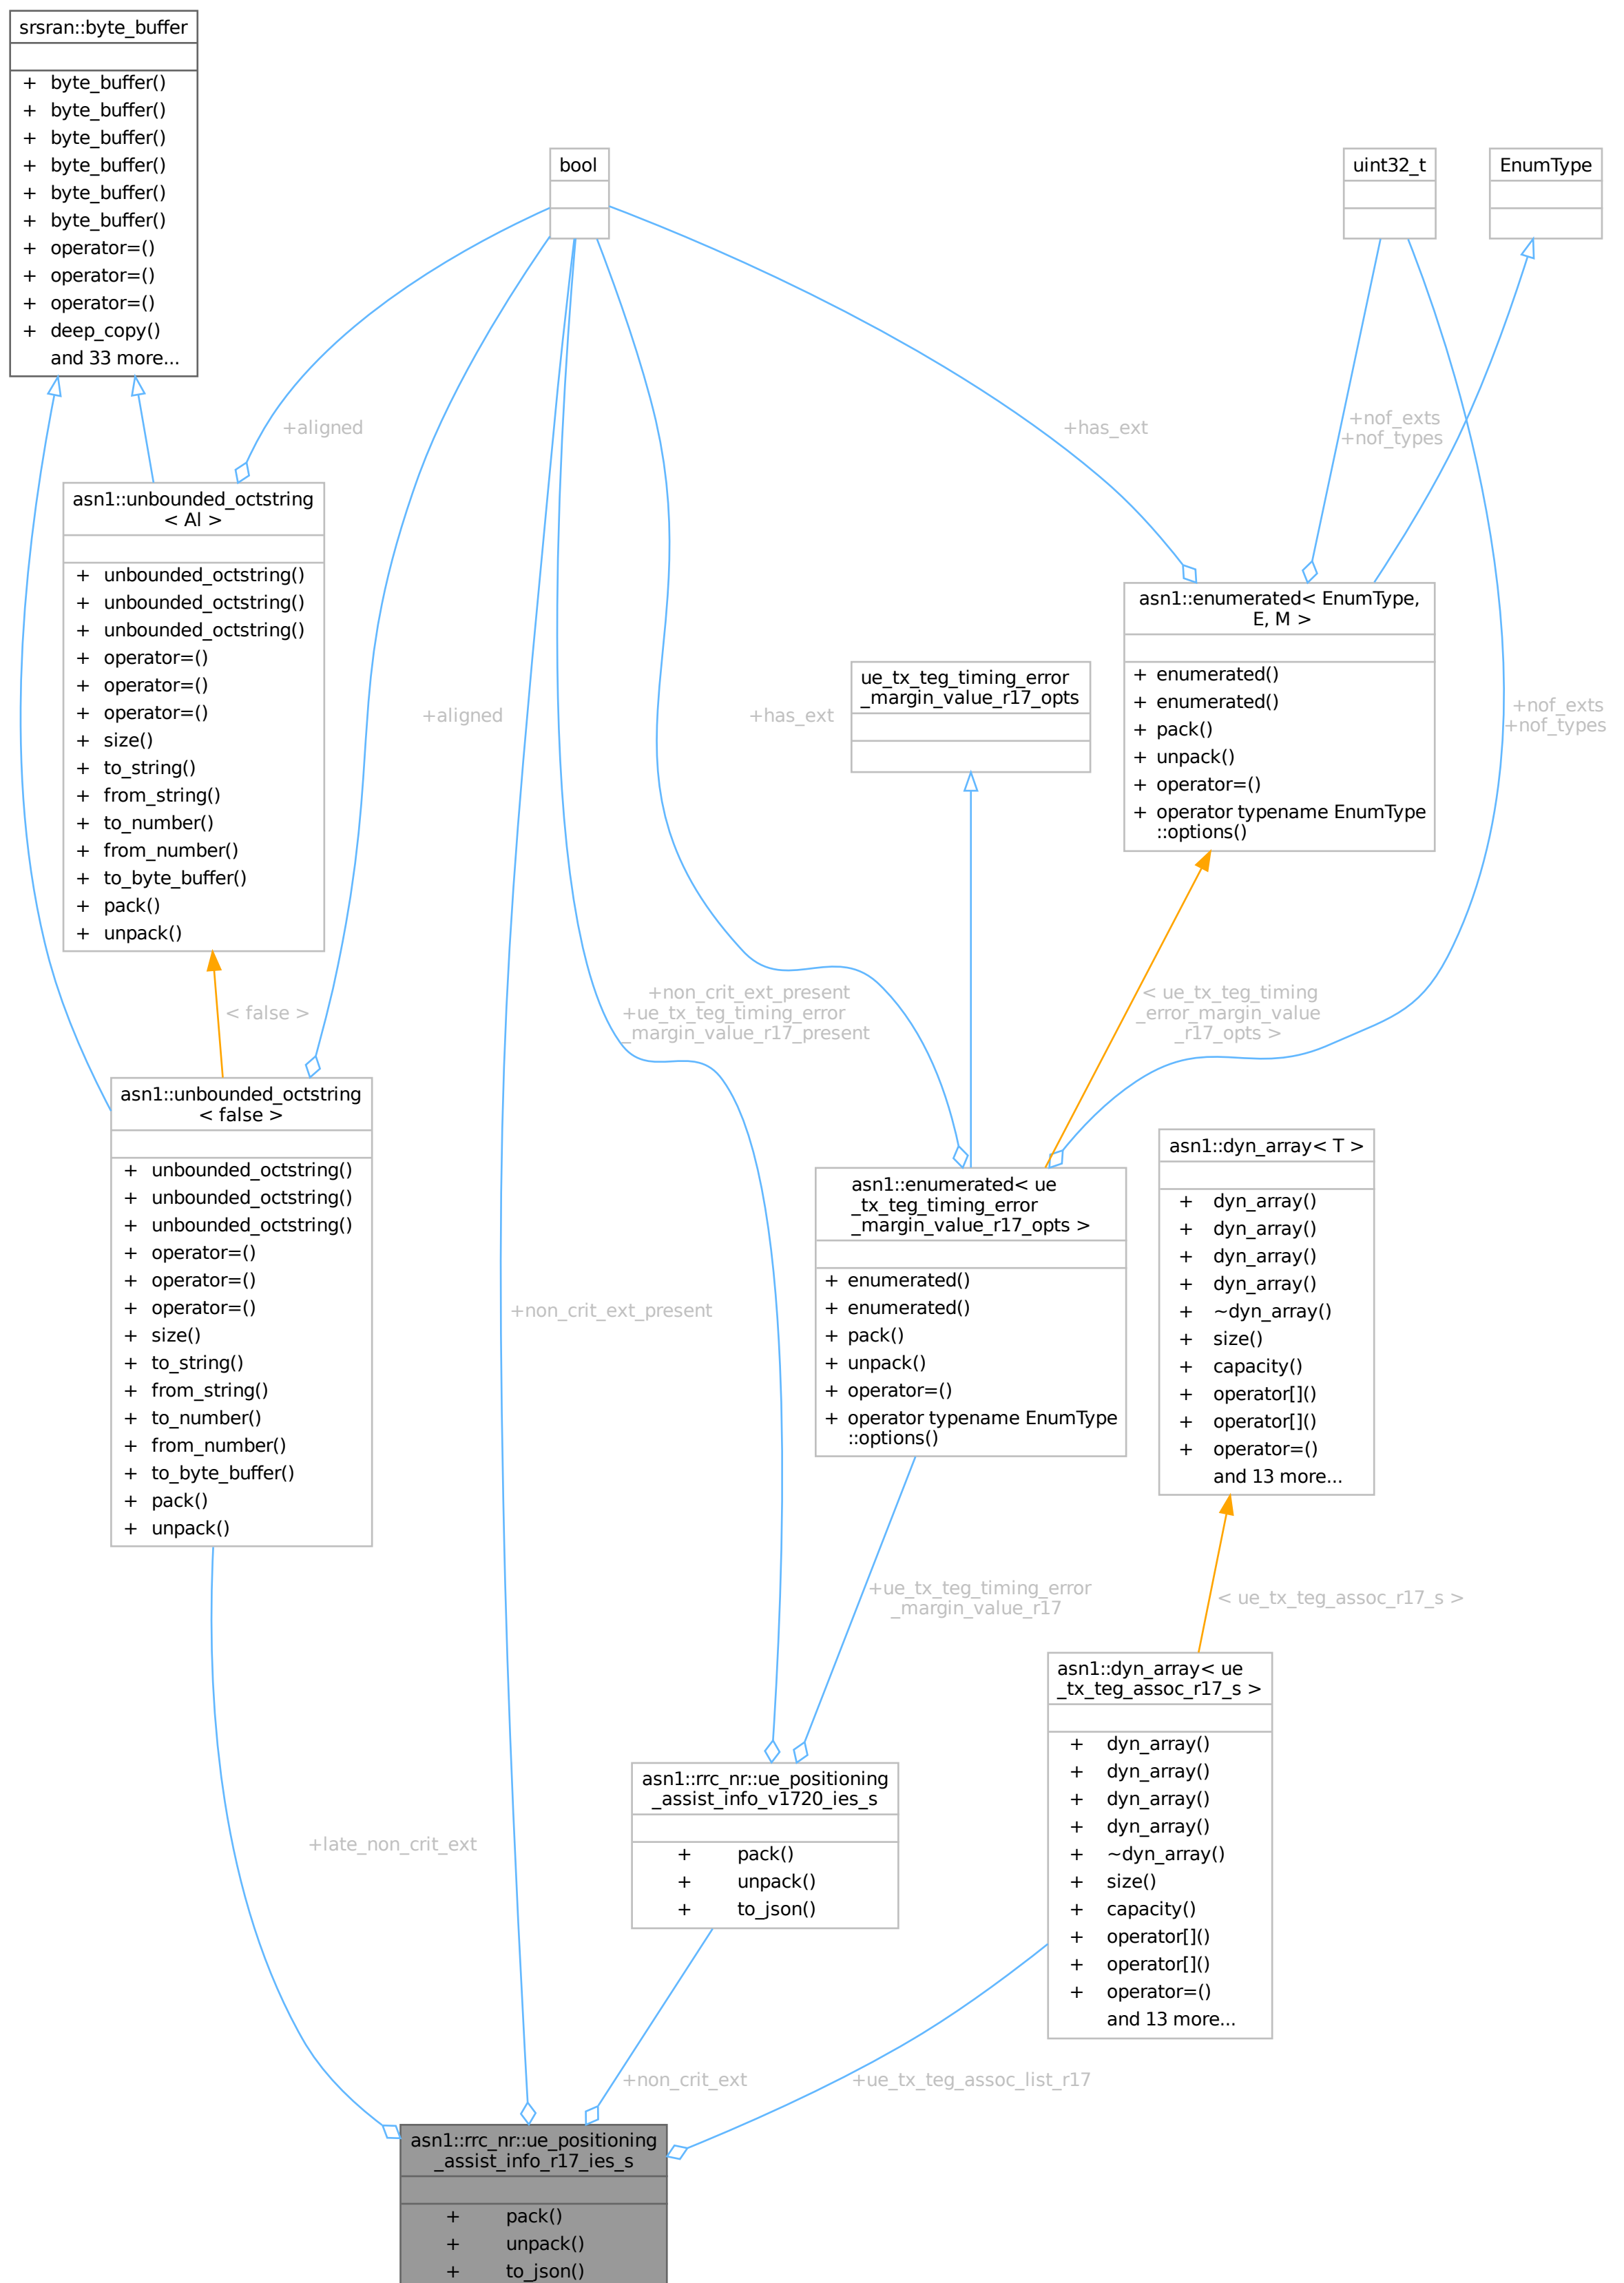 srsran::byte_buffer
+ byte_buffer()
+ byte_buffer()
+ byte_buffer()
+ byte_buffer()
+ byte_buffer()
+ byte_buffer()
+ operator=()
+ operator=()
+ operator=()
+ deep_copy()
and 33 more...
bool
uint32_t
EnumType
+aligned
+has_ext
+nof_exts
+nof_types
asn1::unbounded_octstring
< Al >
+ unbounded_octstring()
+ unbounded_octstring()
+ unbounded_octstring()
+ operator=()
+ operator=()
+ operator=()
+ size()
+ to_string()
+ from_string()
+ to_number()
+ from_number()
+ to_byte_buffer()
+ pack()
+ unpack()
asn1::enumerated< EnumType,
E, M >
+ enumerated()
+ enumerated()
+ pack()
+ unpack()
+ operator=()
+ operator typename EnumType
::options()
ue_tx_teg_timing_error
_margin_value_r17_opts
+aligned
+has_ext
+nof_exts
+nof_types
< false >
+non_crit_ext_present
+ue_tx_teg_timing_error
_margin_value_r17_present
< ue_tx_teg_timing
_error_margin_value
_r17_opts >
asn1::unbounded_octstring
< false >
+ unbounded_octstring()
+ unbounded_octstring()
+ unbounded_octstring()
+ operator=()
+ operator=()
+ operator=()
+ size()
+ to_string()
+ from_string()
+ to_number()
+ from_number()
+ to_byte_buffer()
+ pack()
+ unpack()
+non_crit_ext_present
asn1::enumerated< ue
_tx_teg_timing_error
_margin_value_r17_opts >
+ enumerated()
+ enumerated()
+ pack()
+ unpack()
+ operator=()
+ operator typename EnumType
::options()
asn1::dyn_array< T >
+ dyn_array()
+ dyn_array()
+ dyn_array()
+ dyn_array()
+ ~dyn_array()
+ size()
+ capacity()
+ operator[]()
+ operator[]()
+ operator=()
and 13 more...
+ue_tx_teg_timing_error
_margin_value_r17
< ue_tx_teg_assoc_r17_s >
asn1::dyn_array< ue
_tx_teg_assoc_r17_s >
+ dyn_array()
+ dyn_array()
+ dyn_array()
+ dyn_array()
+ ~dyn_array()
+ size()
+ capacity()
+ operator[]()
+ operator[]()
+ operator=()
and 13 more...
asn1::rrc_nr::ue_positioning
_assist_info_v1720_ies_s
+ pack()
+ unpack()
+ to_json()
+late_non_crit_ext
+non_crit_ext
+ue_tx_teg_assoc_list_r17
asn1::rrc_nr::ue_positioning
_assist_info_r17_ies_s
+ pack()
+ unpack()
+ to_json()